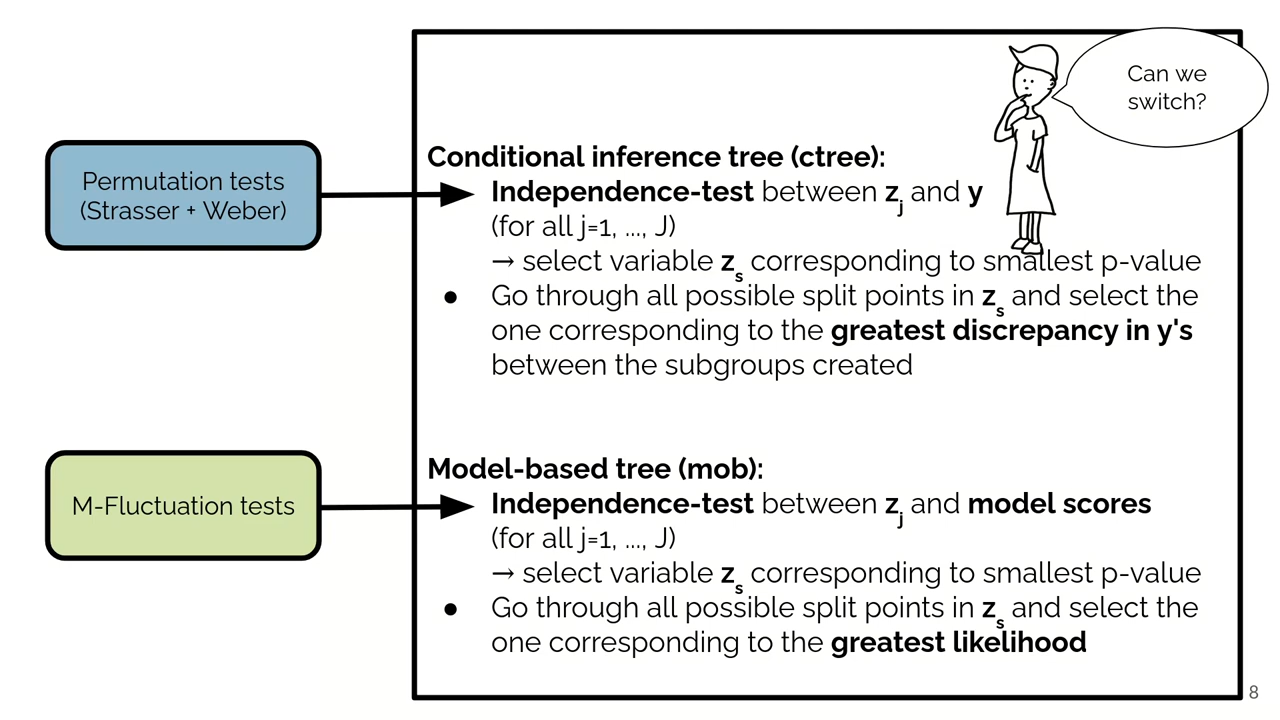 Can we
switch?
Permutation tests
(Strasser + Weber)
Conditional inference tree (ctree):
Independence-test between zj and y
(for all j=1, ..., J)
→ select variable zs corresponding to smallest p-value
● Go through all possible split points in zs and select the
one corresponding to the greatest discrepancy in y's
between the subgroups created
M-Fluctuation tests
Model-based tree (mob):
Independence-test between zj and model scores
(for all j=1, ..., J)
→ select variable zs corresponding to smallest p-value
● Go through all possible split points in zs and select the
one corresponding to the greatest likelihood
8